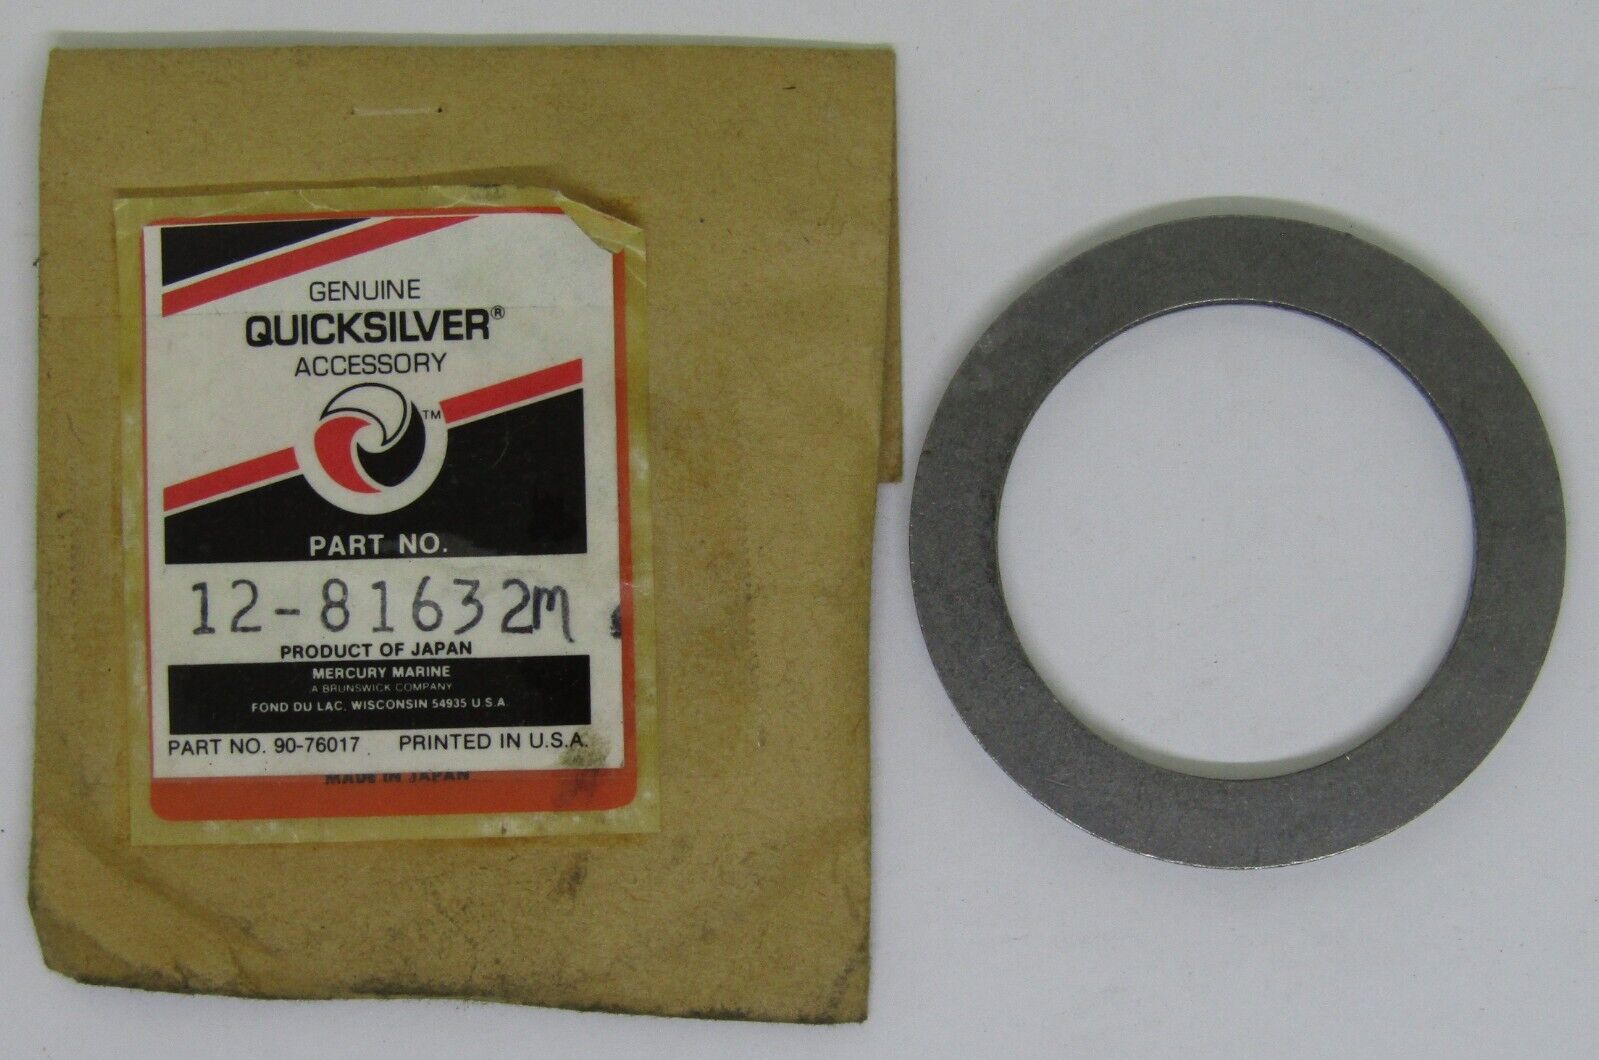 GENUINE
QUICKSILVER®
ACCESSORY
TM
PART NO.
12-81632M
PRODUCT OF JAPAN
MERCURY MARINE
A BRUNSWICK COMPANY
FOND DU LAC, WISCONSIN 54935 U.S.A.
PART NO. 90-76017 PRINTED IN U.S.A.
MADE IN JAPAN